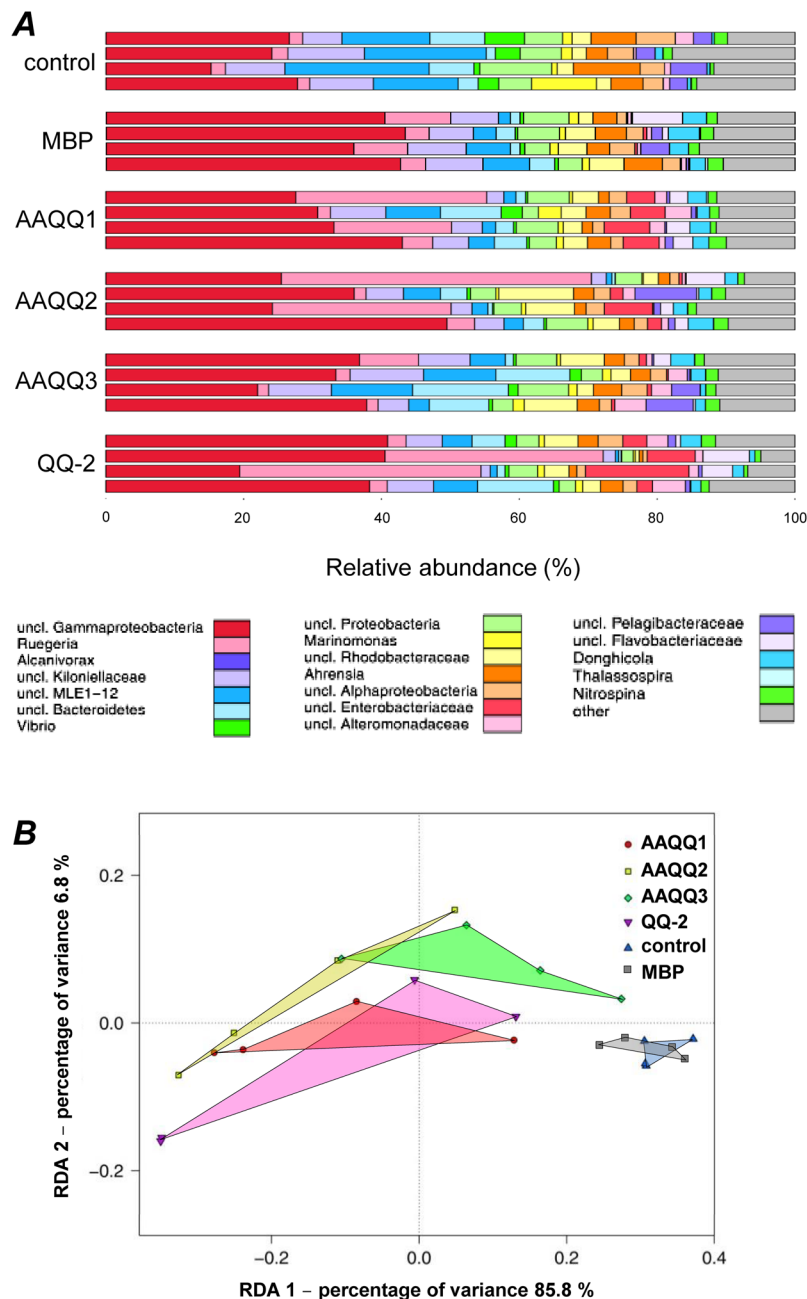 A
control
MBP
AAQQ1
AAQQ2
AAQQ3
QQ-2
0 20 40 60 80 100
Relative abundance (%)
uncl. Gammaproteobacteria
Ruegeria
Alcanivorax
uncl. Kiloniellaceae
uncl. MLE1-12
uncl. Bacteroidetes
Vibrio
uncl. Proteobacteria
Marinomonas
uncl. Rhodobacteraceae
Ahrensia
uncl. Alphaproteobacteria
uncl. Enterobacteriaceae
uncl. Alteromonadaceae
uncl. Pelagibacteraceae
uncl. Flavobacteriaceae
Donghicola
Thalassospira
Nitrospina
other
B
RDA 2 – percentage of variance 6.8 %
0.2
0.0
−0.2
AAQQ1
AAQQ2
AAQQ3
QQ-2
control
MBP
−0.2 0.0 0.2 0.4
RDA 1 – percentage of variance 85.8 %